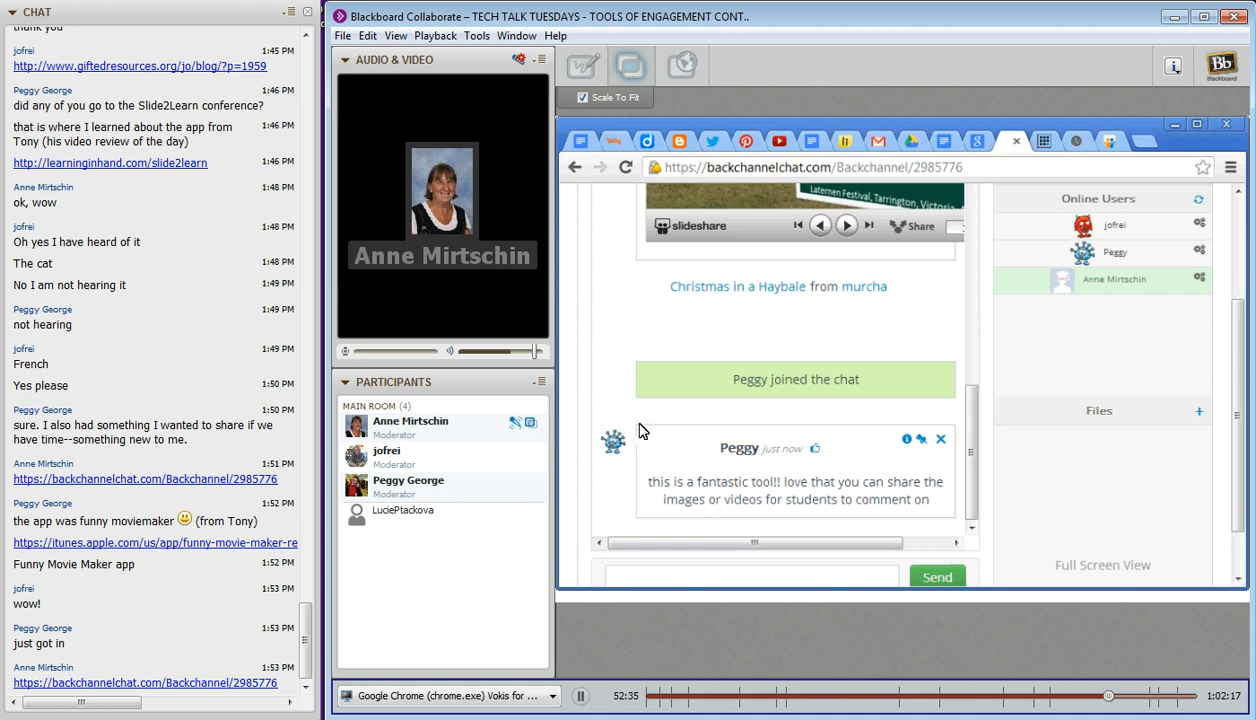 CHAT
thank you
jofrei 1:45 PM
http://www.giftedresources.org/jo/blog/?p=1959
Peggy George 1:46 PM
did any of you go to the Slide2Learn conference?
that is where I learned about the app from 1:46 PM
Tony (his video review of the day)
http://learninginhand.com/slide2learn 1:46 PM
Anne Mirtschin 1:48 PM
ok, wow
jofrei 1:48 PM
Oh yes I have heard of it
The cat 1:48 PM
No I am not hearing it 1:49 PM
Peggy George 1:49 PM
not hearing
jofrei 1:49 PM
French
Yes please 1:50 PM
Peggy George 1:50 PM
sure. I also had something I wanted to share if we
have time--something new to me.
Anne Mirtschin 1:51 PM
https://backchannelchat.com/Backchannel/2985776
Peggy George 1:52 PM
the app was funny moviemaker (from Tony)
https://itunes.apple.com/us/app/funny-movie-maker-re
Funny Movie Maker app 1:52 PM
jofrei 1:53 PM
wow!
Peggy George 1:53 PM
just got in
Anne Mirtschin 1:53 PM
https://backchannelchat.com/Backchannel/2985776
Blackboard Collaborate – TECH TALK TUESDAYS - TOOLS OF ENGAGEMENT CONT..
File Edit View Playback Tools Window Help
AUDIO & VIDEO
Anne Mirtschin
PARTICIPANTS
MAIN ROOM (4)
Anne Mirtschin
Moderator
jofrei
Moderator
Peggy George
Moderator
LuciePtackova
Bb
Blackboard
Scale To Fit
https://backchannelchat.com/Backchannel/2985776
Laternen Festival, Tarrington, Victoria,
slideshare
Share
Christmas in a Haybale from murcha
Peggy joined the chat
Peggy just now
this is a fantastic tool!! love that you can share the
images or videos for students to comment on
Send
Online Users
jofrei
Peggy
Anne Mirtschin
Files +
Full Screen View
Google Chrome (chrome.exe) Vokis for ...
52:35
1:02:17